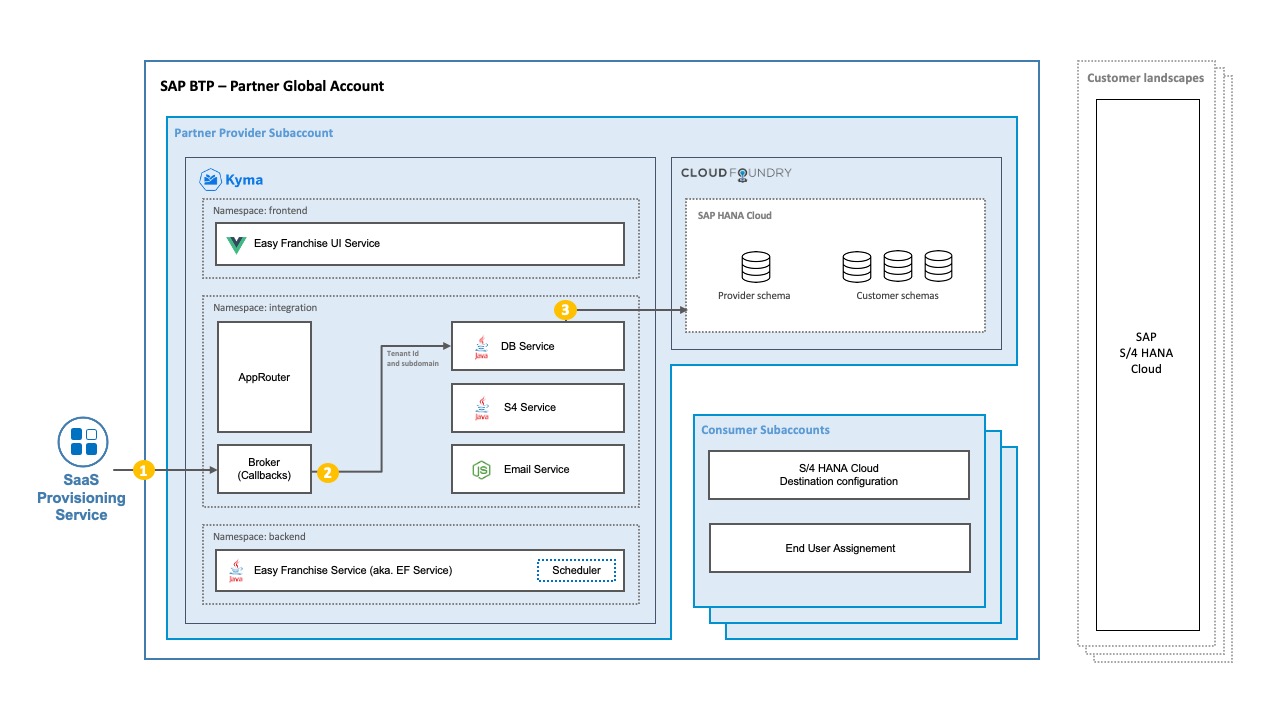 SAP BTP – Partner Global Account
Customer landscapes
Partner Provider Subaccount
Kyma
CLOUD FOUNDRY
Namespace: frontend
Easy Franchise UI Service
SAP HANA Cloud
Provider schema
Customer schemas
Namespace: integration
3
AppRouter
Tenant Id
and subdomain
Java
DB Service
Java
S4 Service
SAP
S/4 HANA
Cloud
1
Broker
(Callbacks)
2
JS
Email Service
SaaS
Provisioning
Service
Consumer Subaccounts
S/4 HANA Cloud
Destination configuration
End User Assignement
Namespace: backend
Java
Easy Franchise Service (aka. EF Service)
Scheduler